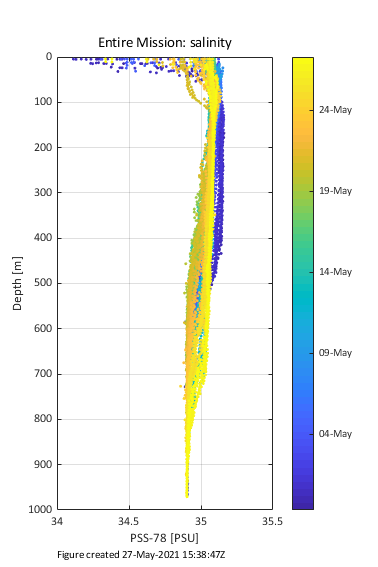 Entire Mission: salinity
0
100
200
300
400
500
600
700
800
900
1000
Depth [m]
34
34.5
35
35.5
PSS-78 [PSU]
24-May
19-May
14-May
09-May
04-May
Figure created 27-May-2021 15:38:47Z